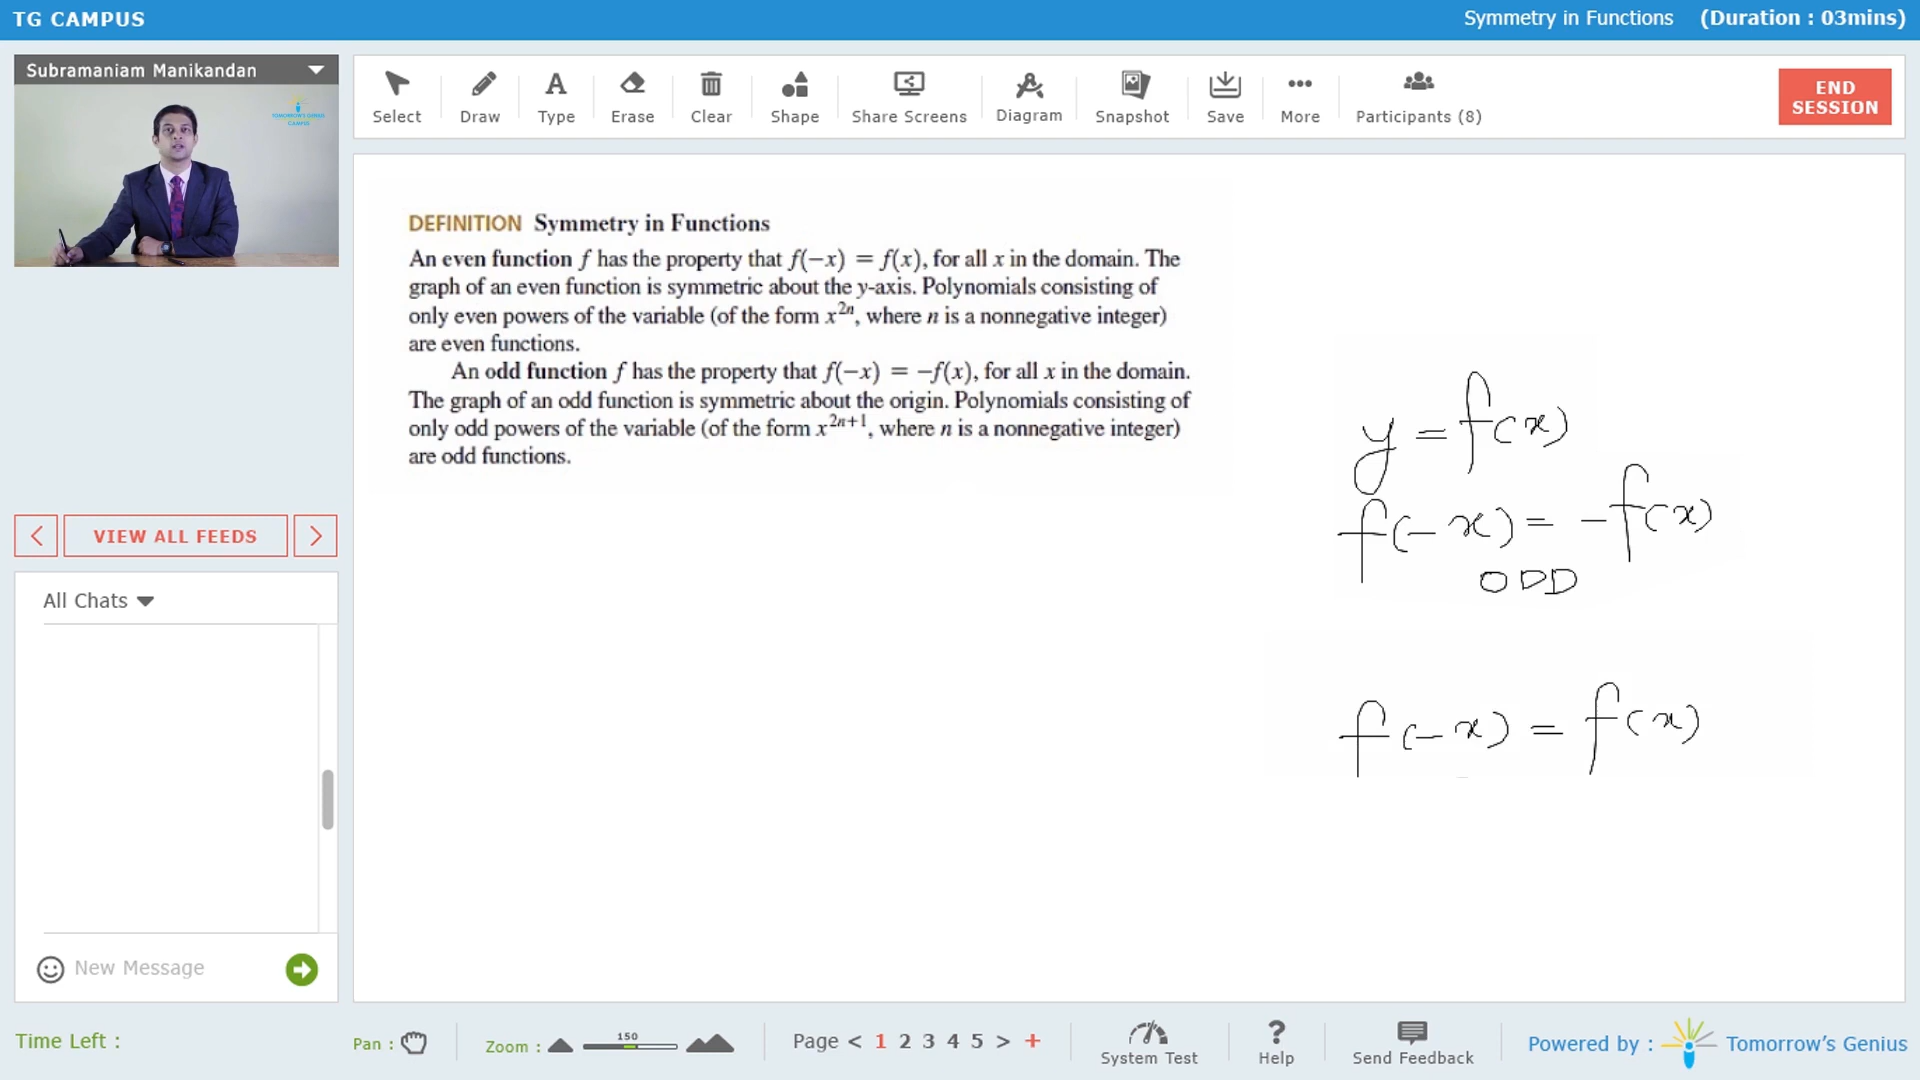 TG CAMPUS
Symmetry in Functions (Duration : 03mins)
Subramaniam Manikandan
TOMORROW'S GENIUS
CAMPUS
Select Draw Type Erase Clear Shape Share Screens Diagram Snapshot Save More Participants (8)
END
SESSION
DEFINITION Symmetry in Functions
An even function f has the property that f(−x) = f(x), for all x in the domain. The
graph of an even function is symmetric about the y-axis. Polynomials consisting of
only even powers of the variable (of the form x²ⁿ, where n is a nonnegative integer)
are even functions.
An odd function f has the property that f(−x) = −f(x), for all x in the domain.
The graph of an odd function is symmetric about the origin. Polynomials consisting of
only odd powers of the variable (of the form x²ⁿ⁺¹, where n is a nonnegative integer)
are odd functions.
y = f(x)
f(−x) = −f(x)
ODD
f(−x) = f(x)
< VIEW ALL FEEDS >
All Chats
New Message
Time Left :
Pan :
Zoom :
150
Page < 1 2 3 4 5 > +
System Test
Help
Send Feedback
Powered by : Tomorrow's Genius